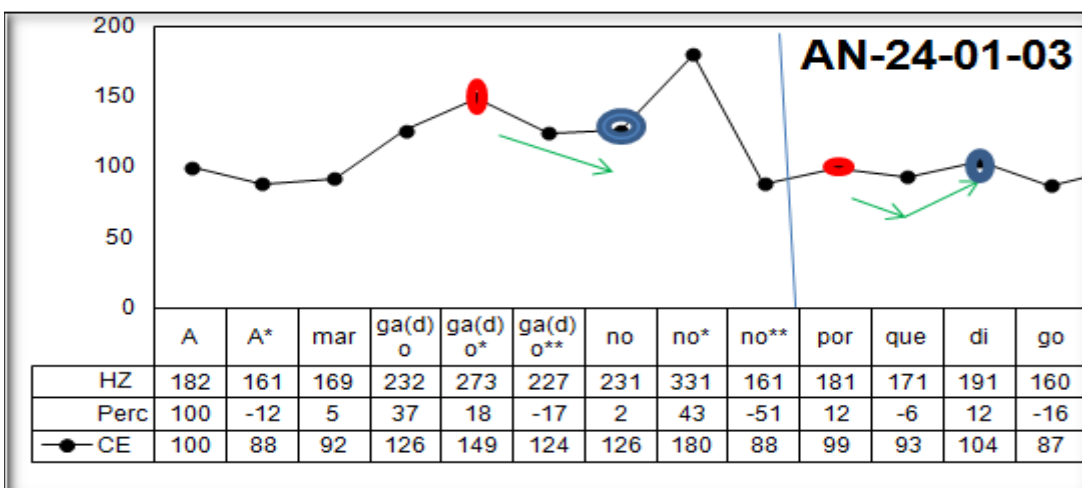 200
AN-24-01-03
150
100
50
0
A A* mar ga(d)o ga(d)o* ga(d)o** no no* no** por que di go
HZ 182 161 169 232 273 227 231 331 161 181 171 191 160
Perc 100 -12 5 37 18 -17 2 43 -51 12 -6 12 -16
CE 100 88 92 126 149 124 126 180 88 99 93 104 87